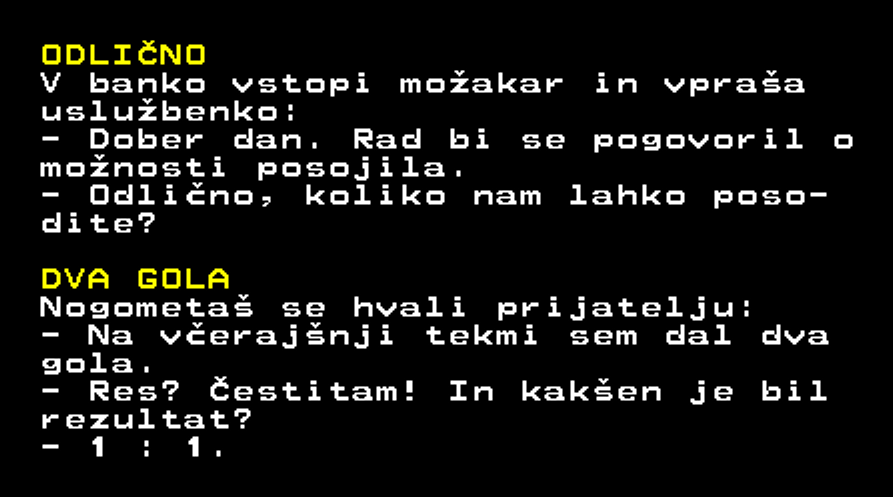 ODLIČNO
V banko vstopi možakar in vpraša
uslužbenko:
- Dober dan. Rad bi se pogovoril o
možnosti posojila.
- Odlično, koliko nam lahko poso-
dite?
DVA GOLA
Nogometaš se hvali prijatelju:
- Na včerajšnji tekmi sem dal dva
gola.
- Res? Čestitam! In kakšen je bil
rezultat?
- 1 : 1.